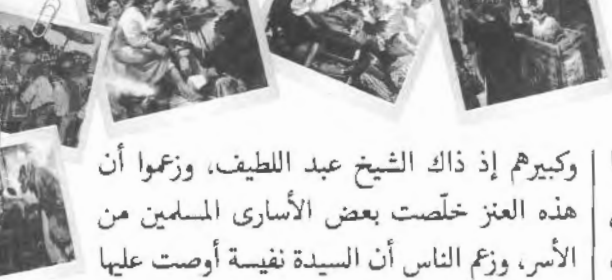 وكبيرهم إذ ذاك الشيخ عبد اللطيف، وزعموا أن
هذه العنز خلّصت بعض الأسارى المسلمين من
الأسر، وزعم الناس أن السيدة نفيسة أوصت عليها